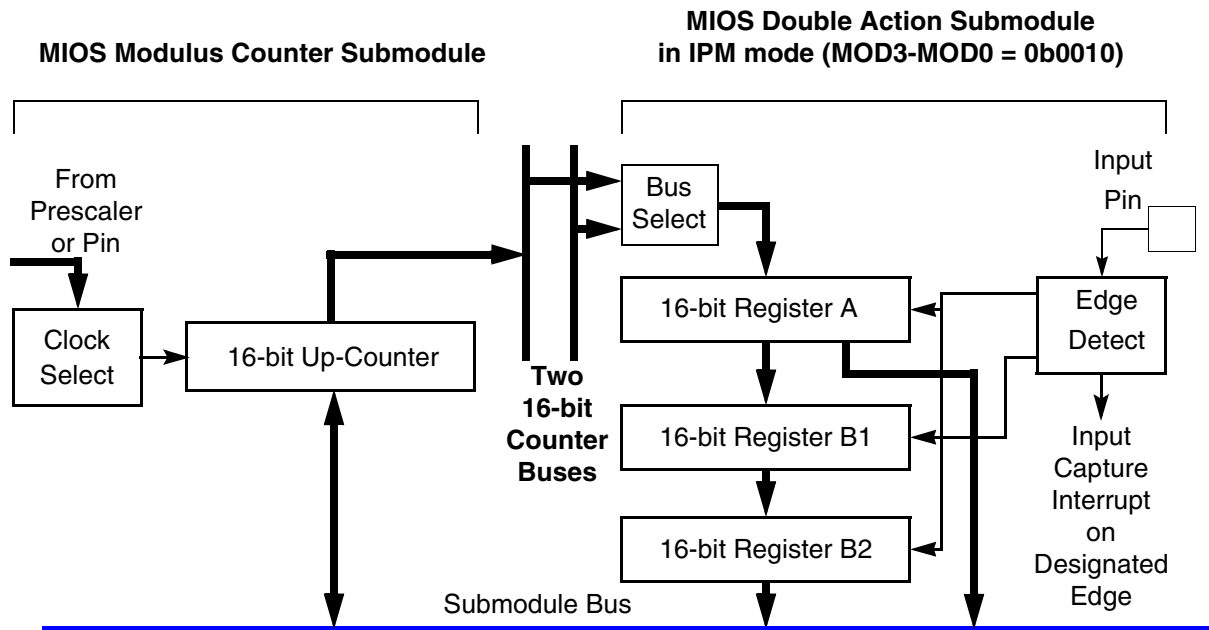 MIOS Modulus Counter Submodule
MIOS Double Action Submodule
in IPM mode (MOD3-MOD0 = 0b0010)
From
Prescaler
or Pin
Clock
Select
16-bit Up-Counter
Two
16-bit
Counter
Buses
Bus
Select
16-bit Register A
16-bit Register B1
16-bit Register B2
Input
Pin
Edge
Detect
Input
Capture
Interrupt
on
Designated
Edge
Submodule Bus